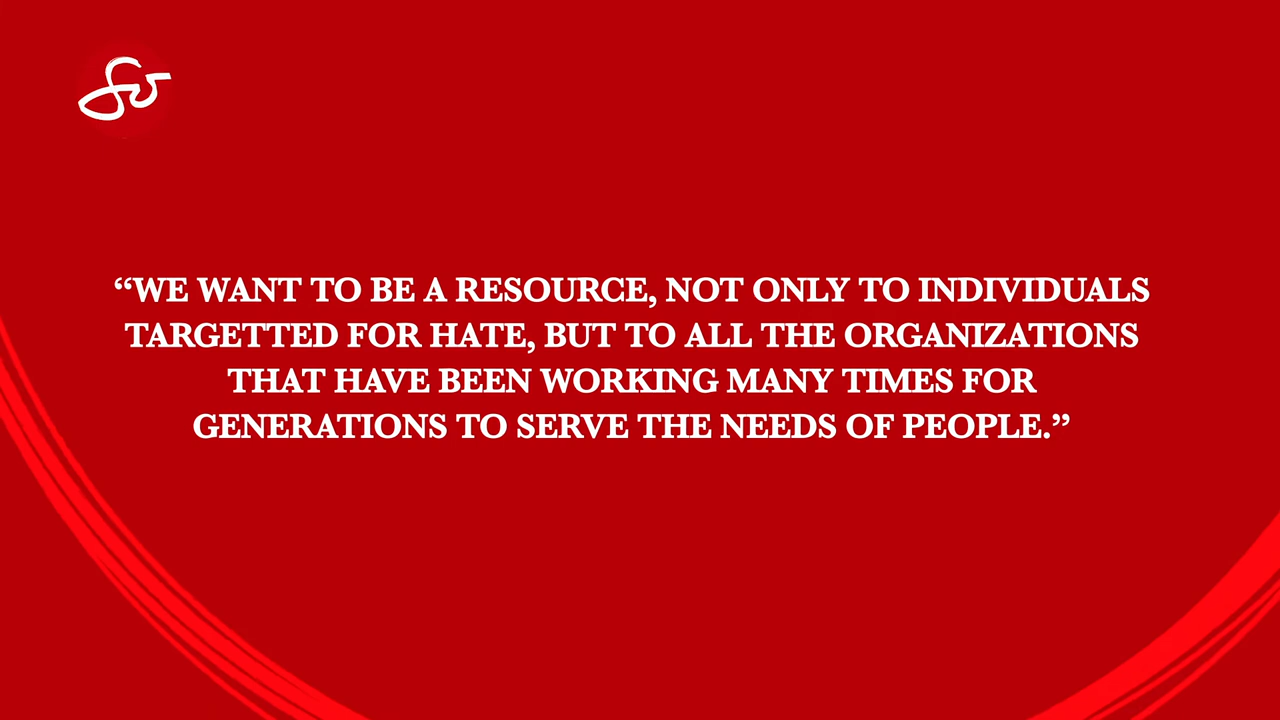 “WE WANT TO BE A RESOURCE, NOT ONLY TO INDIVIDUALS
TARGETTED FOR HATE, BUT TO ALL THE ORGANIZATIONS
THAT HAVE BEEN WORKING MANY TIMES FOR
GENERATIONS TO SERVE THE NEEDS OF PEOPLE.”